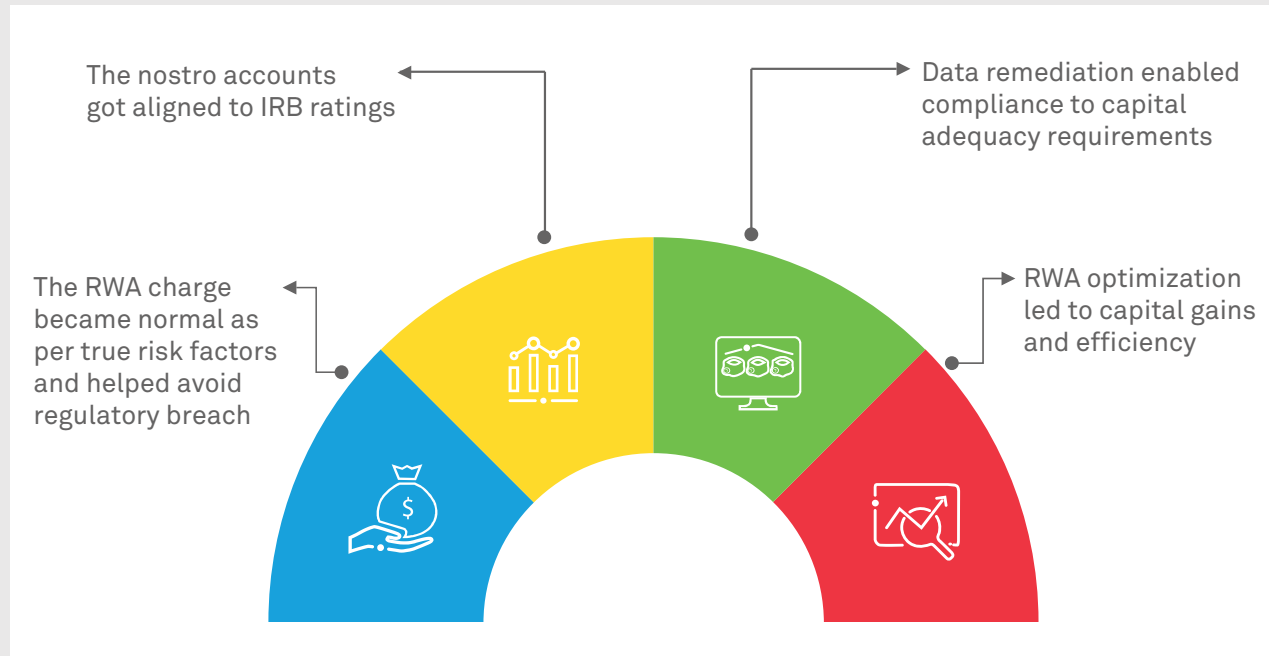 The nostro accounts
got aligned to IRB ratings
Data remediation enabled
compliance to capital
adequacy requirements
The RWA charge
became normal as
per true risk factors
and helped avoid
regulatory breach
RWA optimization
led to capital gains
and efficiency
$